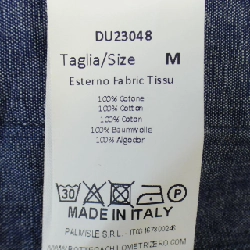 DU23048
Taglia/Size M
Esterno Fabric Tissu
100% Cotone
100% Cotton
100% Coton
100% Baumwolle
100% Algodon
30 P
MADE IN ITALY
PALMISLE S.R.L.